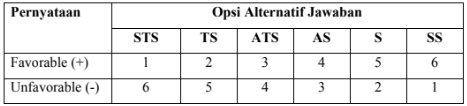 Pernyataan Opsi Alternatif Jawaban
STS TS ATS AS S SS
Favorable (+) 1 2 3 4 5 6
Unfavorable (-) 6 5 4 3 2 1